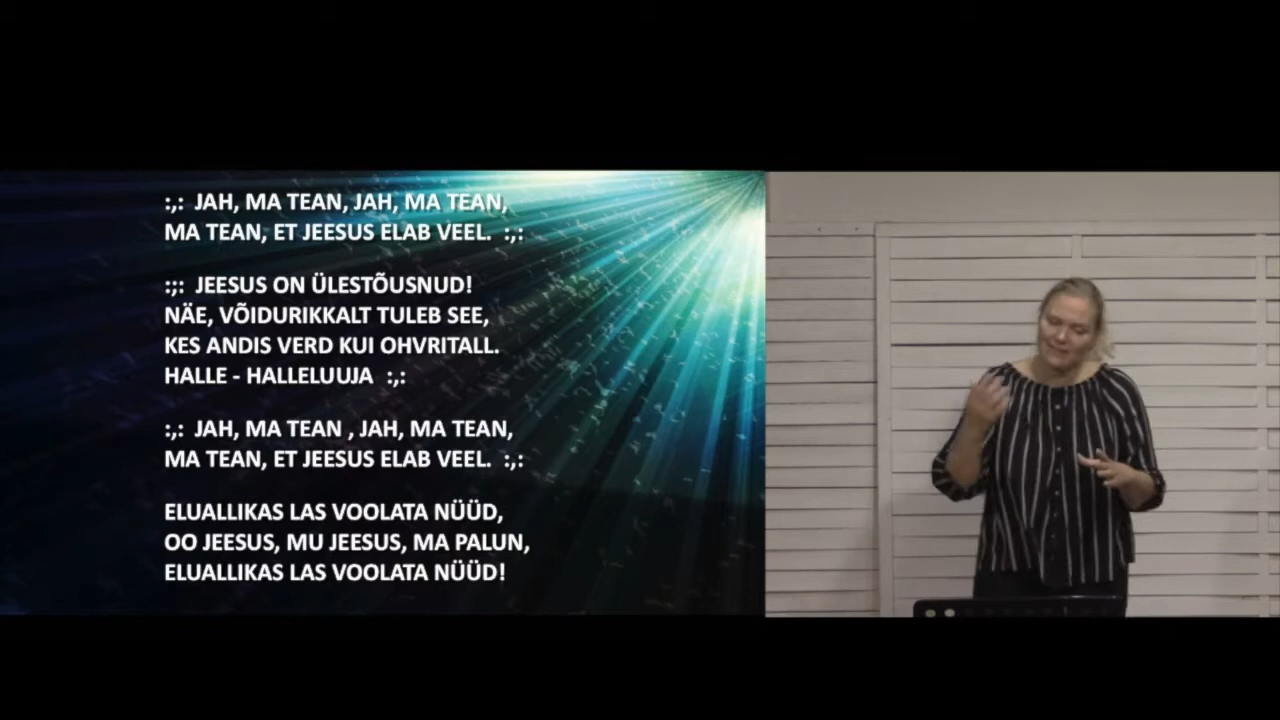 :,: JAH, MA TEAN, JAH, MA TEAN,
MA TEAN, ET JEESUS ELAB VEEL. :,:
:;: JEESUS ON ÜLESTÕUSNUD!
NÄE, VÕIDURIKKALT TULEB SEE,
KES ANDIS VERD KUI OHVRITALL.
HALLE - HALLELUUJA :,:
:,: JAH, MA TEAN , JAH, MA TEAN,
MA TEAN, ET JEESUS ELAB VEEL. :,:
ELUALLIKAS LAS VOOLATA NÜÜD,
OO JEESUS, MU JEESUS, MA PALUN,
ELUALLIKAS LAS VOOLATA NÜÜD!